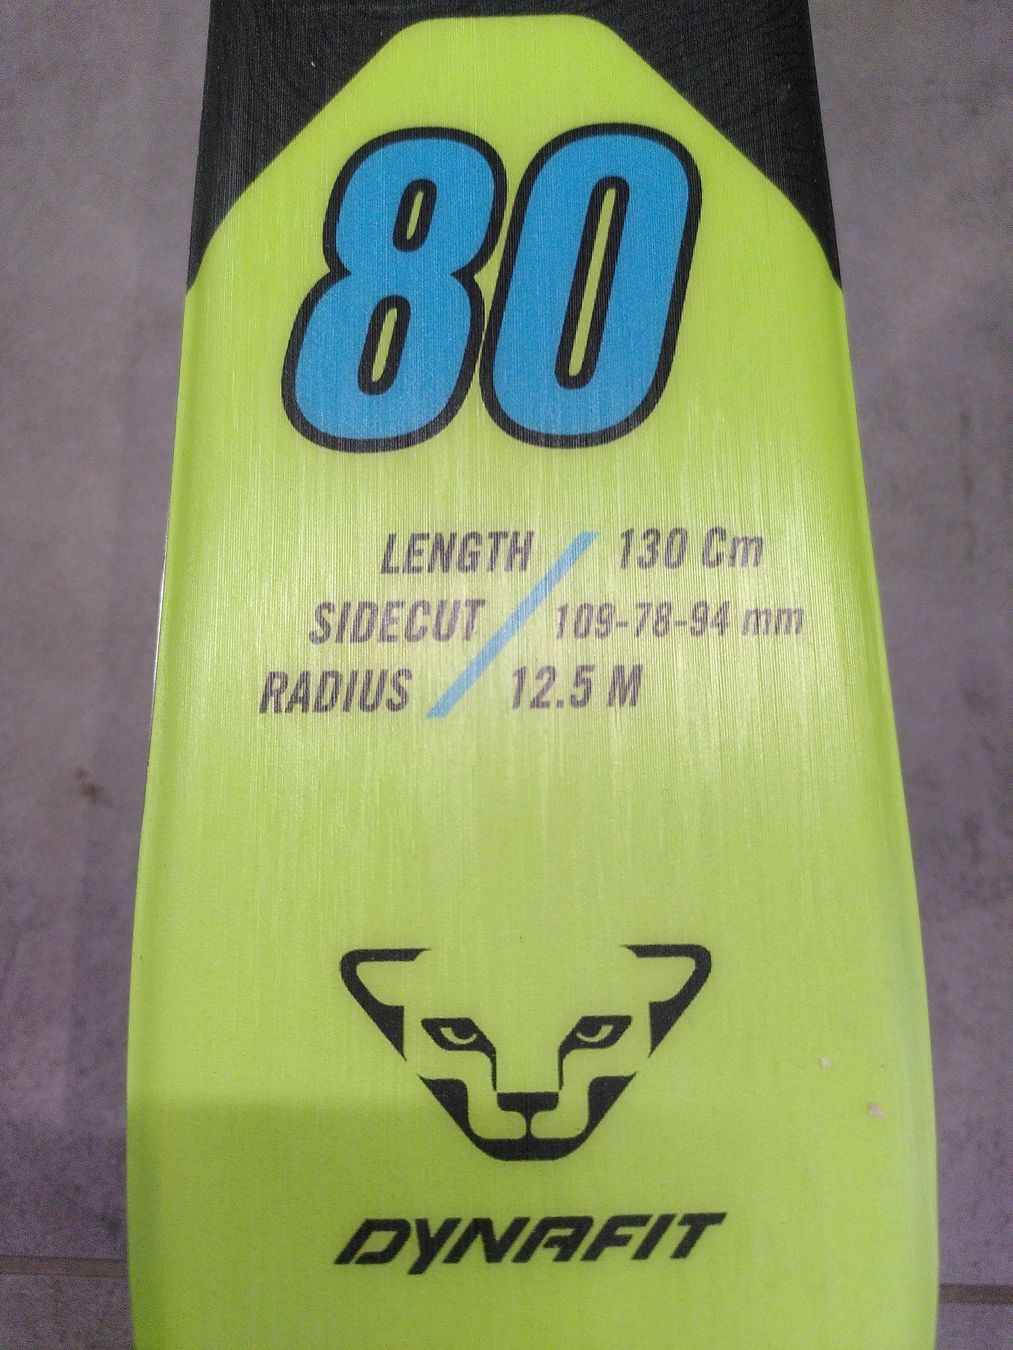 80
LENGTH / 130 Cm
SIDECUT / 109-78-94 mm
RADIUS / 12.5 M
DYNAFIT